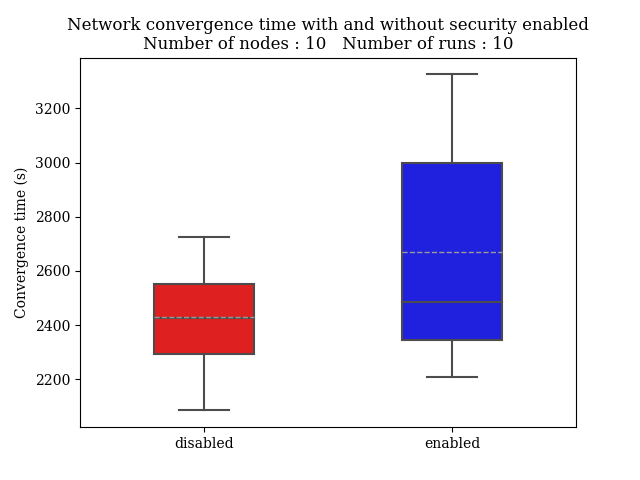 Network convergence time with and without security enabled
Number of nodes : 10   Number of runs : 10
3200
3000
2800
2600
2400
2200
Convergence time (s)
disabled
enabled